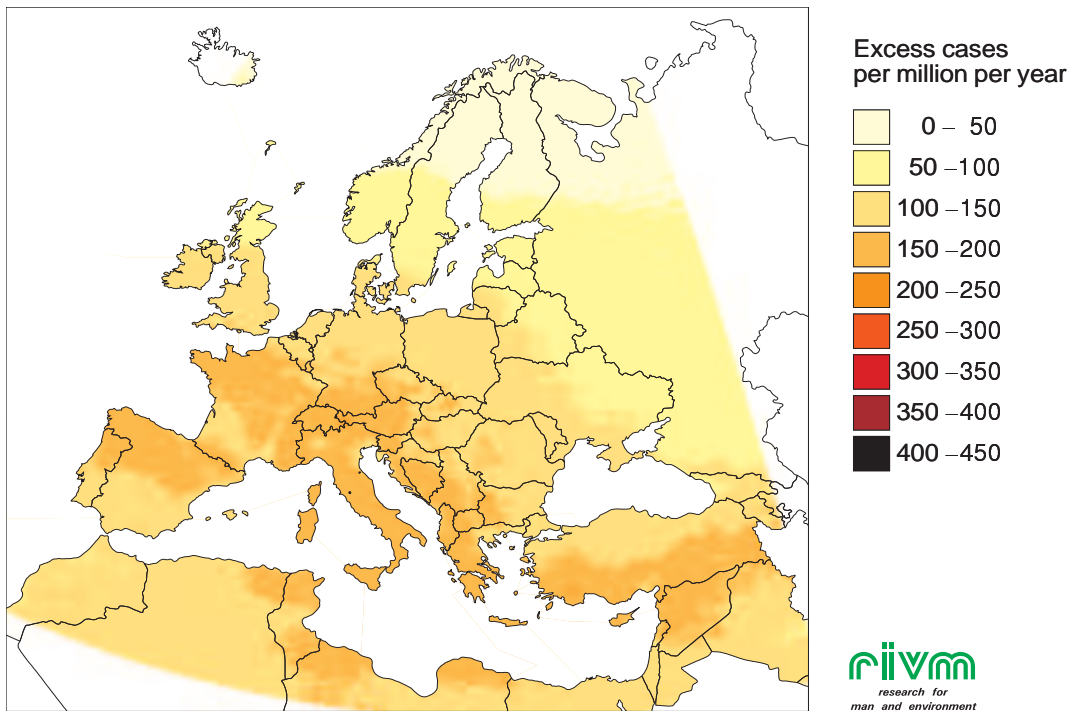 Excess cases
per million per year
0 – 50
50 –100
100 –150
150 –200
200 –250
250 –300
300 –350
350 –400
400 –450
rivm
research for
man and environment